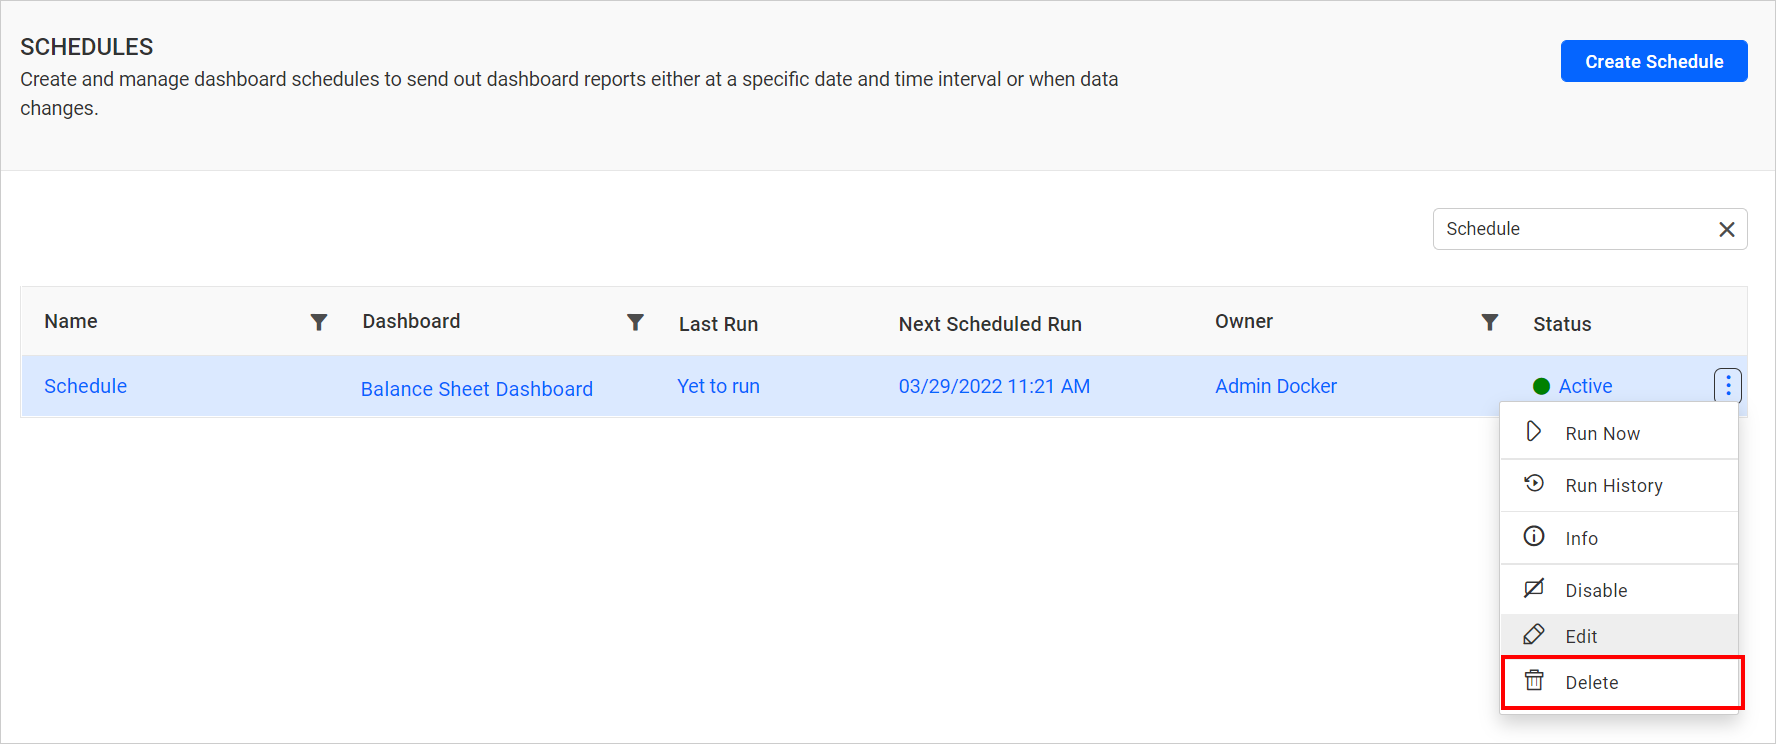 SCHEDULES
Create and manage dashboard schedules to send out dashboard reports either at a specific date and time interval or when data
changes.
Create Schedule
Schedule
Name Dashboard Last Run Next Scheduled Run Owner Status
Schedule Balance Sheet Dashboard Yet to run 03/29/2022 11:21 AM Admin Docker Active
Run Now
Run History
Info
Disable
Edit
Delete